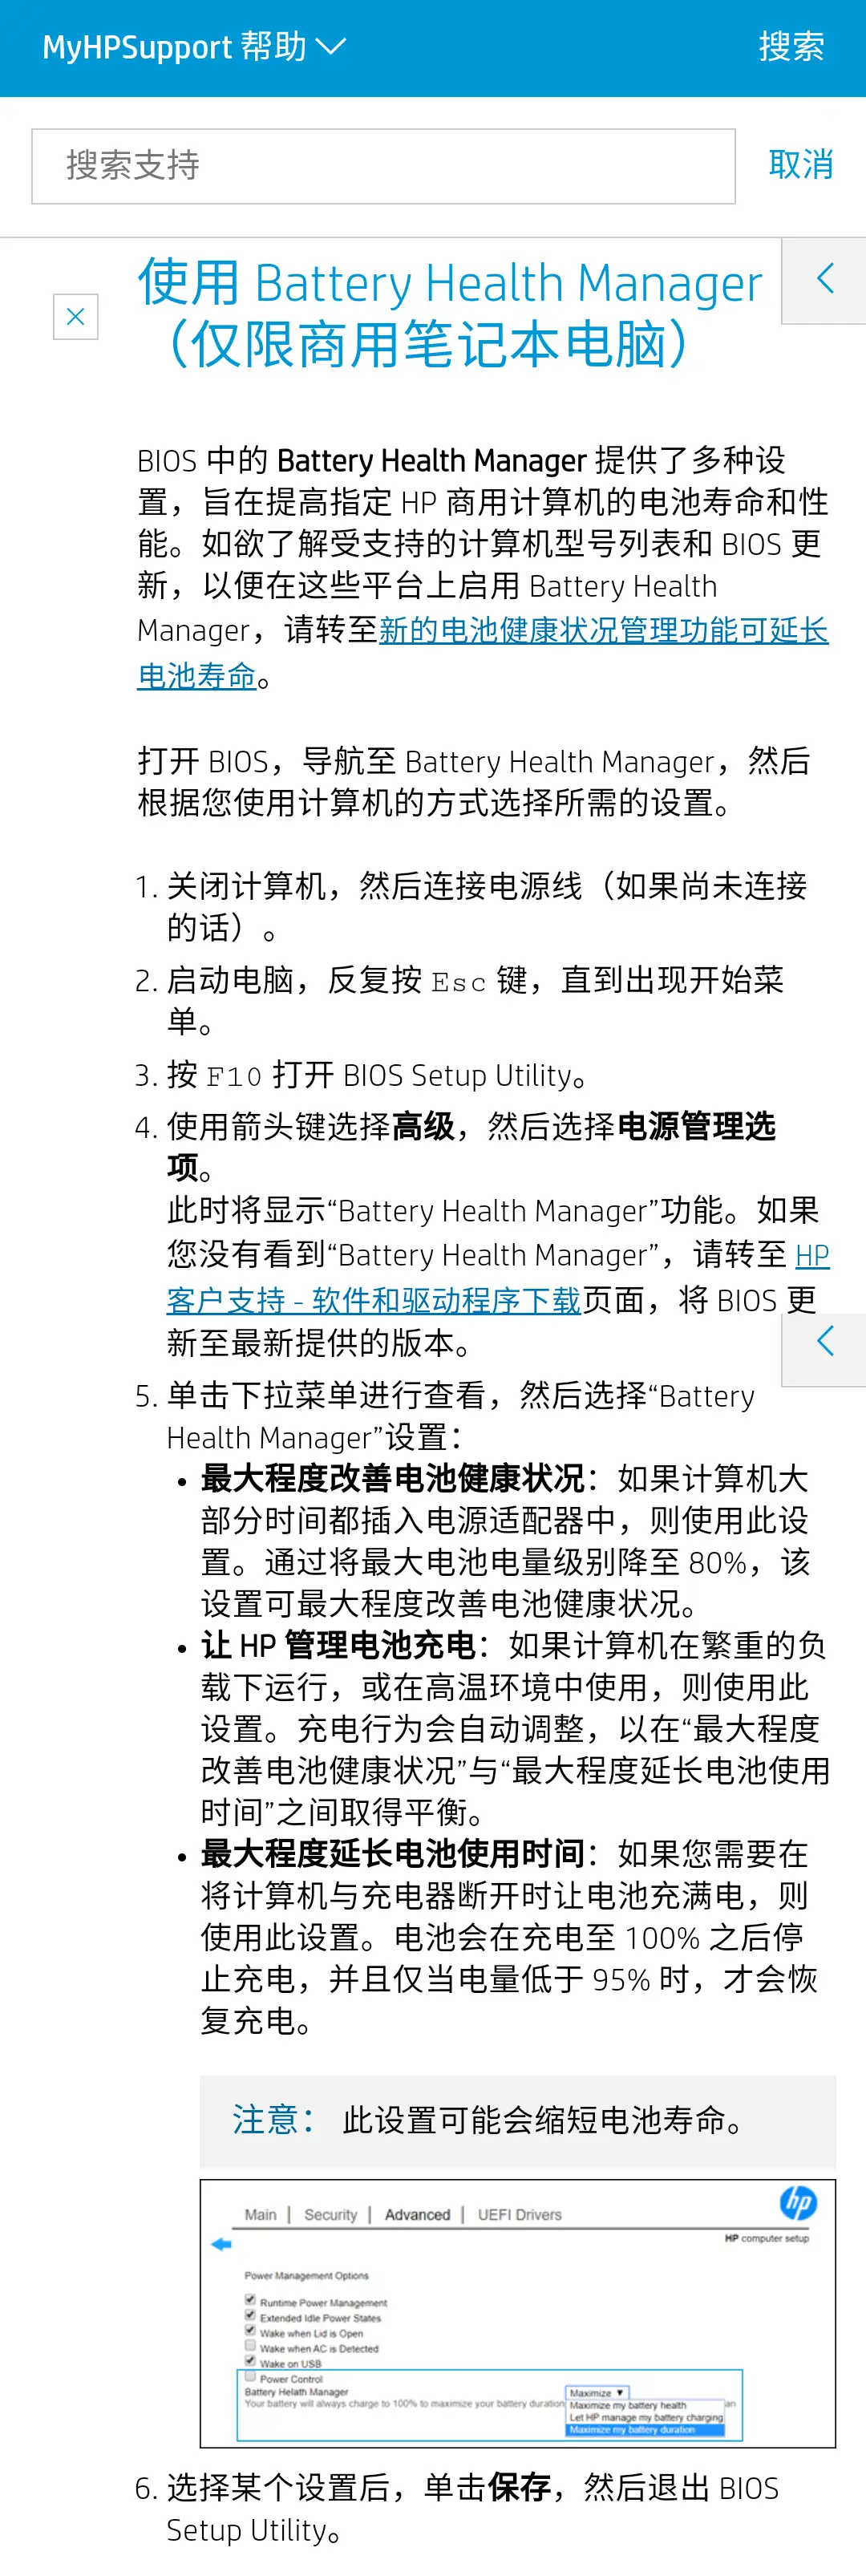 MyHPSupport 帮助
搜索
搜索支持
取消
使用 Battery Health Manager
（仅限商用笔记本电脑）
BIOS 中的 Battery Health Manager 提供了多种设
置，旨在提高指定 HP 商用计算机的电池寿命和性
能。如欲了解受支持的计算机型号列表和 BIOS 更
新，以便在这些平台上启用 Battery Health
Manager，请转至新的电池健康状况管理功能可延长
电池寿命。
打开 BIOS，导航至 Battery Health Manager，然后
根据您使用计算机的方式选择所需的设置。
1. 关闭计算机，然后连接电源线（如果尚未连接
的话）。
2. 启动电脑，反复按 Esc 键，直到出现开始菜
单。
3. 按 F10 打开 BIOS Setup Utility。
4. 使用箭头键选择高级，然后选择电源管理选
项。
此时将显示“Battery Health Manager”功能。如果
您没有看到“Battery Health Manager”，请转至 HP
客户支持 - 软件和驱动程序下载页面，将 BIOS 更
新至最新提供的版本。
5. 单击下拉菜单进行查看，然后选择“Battery
Health Manager”设置：
• 最大程度改善电池健康状况：如果计算机大
部分时间都插入电源适配器中，则使用此设
置。通过将最大电池电量级别降至 80%，该
设置可最大程度改善电池健康状况。
• 让 HP 管理电池充电：如果计算机在繁重的负
载下运行，或在高温环境中使用，则使用此
设置。充电行为会自动调整，以在“最大程度
改善电池健康状况”与“最大程度延长电池使用
时间”之间取得平衡。
• 最大程度延长电池使用时间：如果您需要在
将计算机与充电器断开时让电池充满电，则
使用此设置。电池会在充电至 100% 之后停
止充电，并且仅当电量低于 95% 时，才会恢
复充电。
注意： 此设置可能会缩短电池寿命。
hp
Main | Security | Advanced | UEFI Drivers
HP computer setup
Power Management Options
Runtime Power Management
Extended Idle Power States
Wake when Lid is Open
Wake when AC is Detected
Wake on USB
Power Control
Battery Helath Manager
Maximize ▼
Your battery will always charge to 100% to maximize your battery duration
an
Maximize my battery health
Let HP manage my battery charging
Maximize my battery duration
6. 选择某个设置后，单击保存，然后退出 BIOS
Setup Utility。